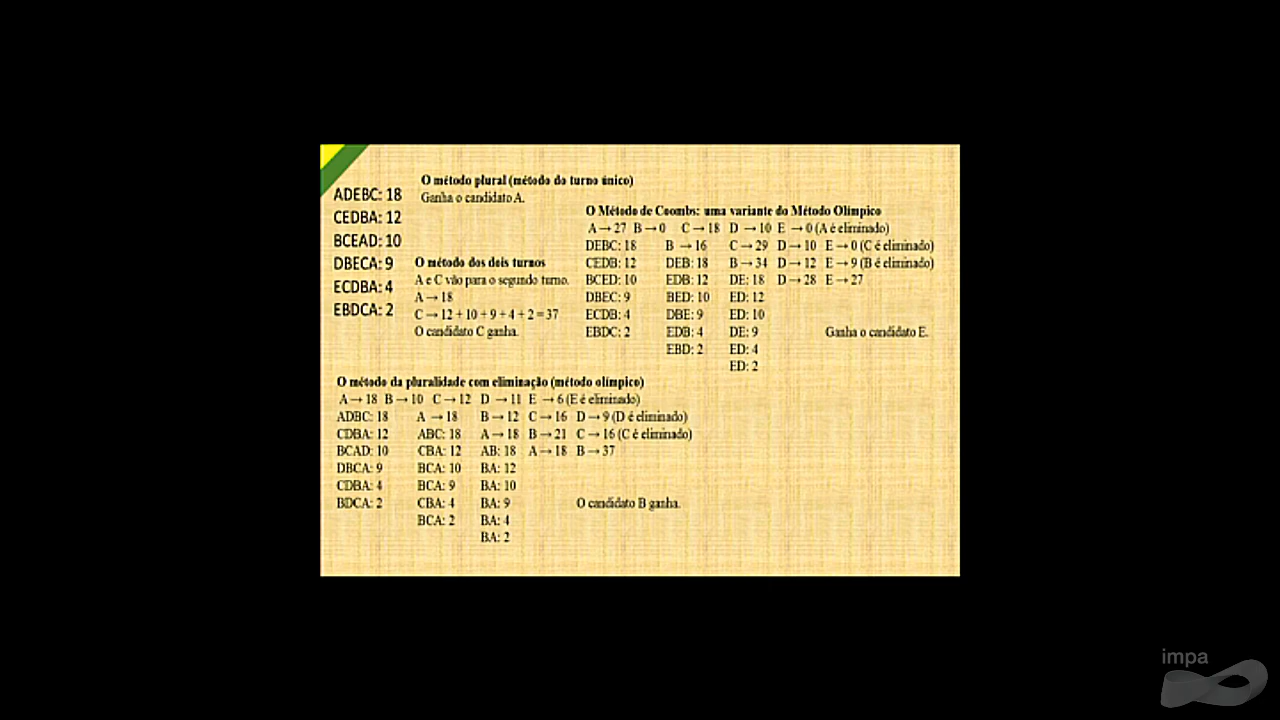 ADEBC: 18
CEDBA: 12
BCEAD: 10
DBECA: 9
ECDBA: 4
EBDCA: 2
O método plural (método do turno único)
Ganha o candidato A.
O método dos dois turnos
A e C vão para o segundo turno.
A → 18
C → 12 + 10 + 9 + 4 + 2 = 37
O candidato C ganha.
O Método de Coombs: uma variante do Método Olímpico
A → 27 B → 0 C → 18 D → 10 E → 0 (A é eliminado)
DEBC: 18 B → 16 C → 29 D → 10 E → 0 (C é eliminado)
CEDB: 12 DEB: 18 B → 34 D → 12 E → 9 (B é eliminado)
BCED: 10 EDB: 12 DE: 18 D → 28 E → 27
DBEC: 9 BED: 10 ED: 12
ECDB: 4 DBE: 9 ED: 10
EBDC: 2 EDB: 4 DE: 9 Ganha o candidato E.
EBD: 2 ED: 4
ED: 2
O método da pluralidade com eliminação (método olímpico)
A → 18 B → 10 C → 12 D → 11 E → 6 (E é eliminado)
ADBC: 18 A → 18 B → 12 C → 16 D → 9 (D é eliminado)
CDBA: 12 ABC: 18 A → 18 B → 21 C → 16 (C é eliminado)
BCAD: 10 CBA: 12 AB: 18 A → 18 B → 37
DBCA: 9 BCA: 10 BA: 12
CDBA: 4 BCA: 9 BA: 10
BDCA: 2 CBA: 4 BA: 9 O candidato B ganha.
BCA: 2 BA: 4
BA: 2
impa